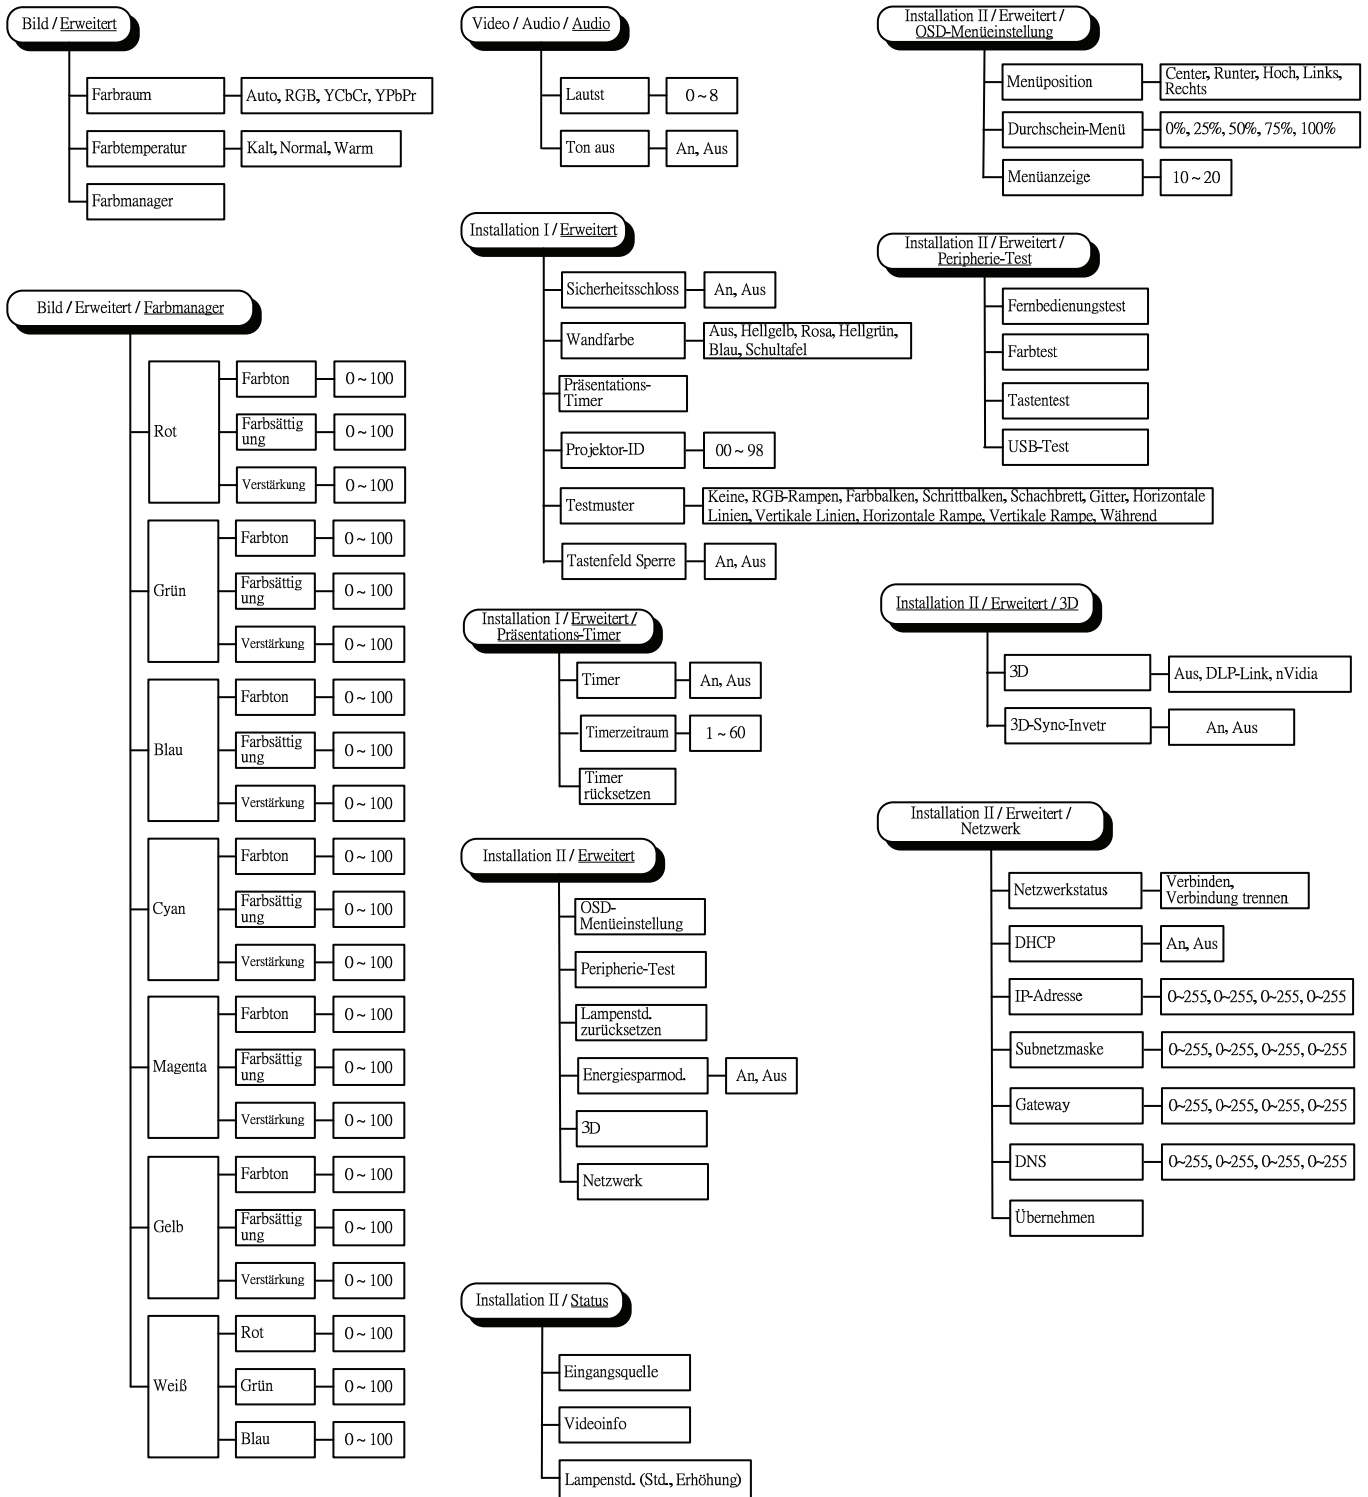 Bild / Erweitert
Farbraum
Auto, RGB, YCbCr, YPbPr
Farbtemperatur
Kalt, Normal, Warm
Farbmanager
Bild / Erweitert / Farbmanager
Rot
Farbton
0 ~ 100
Farbsättig
ung
0 ~ 100
Verstärkung
0 ~ 100
Grün
Farbton
0 ~ 100
Farbsättig
ung
0 ~ 100
Verstärkung
0 ~ 100
Blau
Farbton
0 ~ 100
Farbsättig
ung
0 ~ 100
Verstärkung
0 ~ 100
Cyan
Farbton
0 ~ 100
Farbsättig
ung
0 ~ 100
Verstärkung
0 ~ 100
Magenta
Farbton
0 ~ 100
Farbsättig
ung
0 ~ 100
Verstärkung
0 ~ 100
Gelb
Farbton
0 ~ 100
Farbsättig
ung
0 ~ 100
Verstärkung
0 ~ 100
Weiß
Rot
0 ~ 100
Grün
0 ~ 100
Blau
0 ~ 100
Video / Audio / Audio
Lautst
0 ~ 8
Ton aus
An, Aus
Installation I / Erweitert
Sicherheitsschloss
An, Aus
Wandfarbe
Aus, Hellgelb, Rosa, Hellgrün,
Blau, Schultafel
Präsentations-
Timer
Projektor-ID
00 ~ 98
Testmuster
Keine, RGB-Rampen, Farbbalken, Schrittbalken, Schachbrett, Gitter, Horizontale
Linien, Vertikale Linien, Horizontale Rampe, Vertikale Rampe, Während
Tastenfeld Sperre
An, Aus
Installation I / Erweitert /
Präsentations-Timer
Timer
An, Aus
Timerzeitraum
1 ~ 60
Timer
rücksetzen
Installation II / Erweitert
OSD-
Menüeinstellung
Peripherie-Test
Lampenstd.
zurücksetzen
Energiesparmod.
An, Aus
3D
Netzwerk
Installation II / Status
Eingangsquelle
Videoinfo
Lampenstd. (Std., Erhöhung)
Installation II / Erweitert /
OSD-Menüeinstellung
Menüposition
Center, Runter, Hoch, Links,
Rechts
Durchschein-Menü
0%, 25%, 50%, 75%, 100%
Menüanzeige
10 ~ 20
Installation II / Erweitert /
Peripherie-Test
Fernbedienungstest
Farbtest
Tastentest
USB-Test
Installation II / Erweitert / 3D
3D
Aus, DLP-Link, nVidia
3D-Sync-Invetr
An, Aus
Installation II / Erweitert /
Netzwerk
Netzwerkstatus
Verbinden,
Verbindung trennen
DHCP
An, Aus
IP-Adresse
0~255, 0~255, 0~255, 0~255
Subnetzmaske
0~255, 0~255, 0~255, 0~255
Gateway
0~255, 0~255, 0~255, 0~255
DNS
0~255, 0~255, 0~255, 0~255
Übernehmen